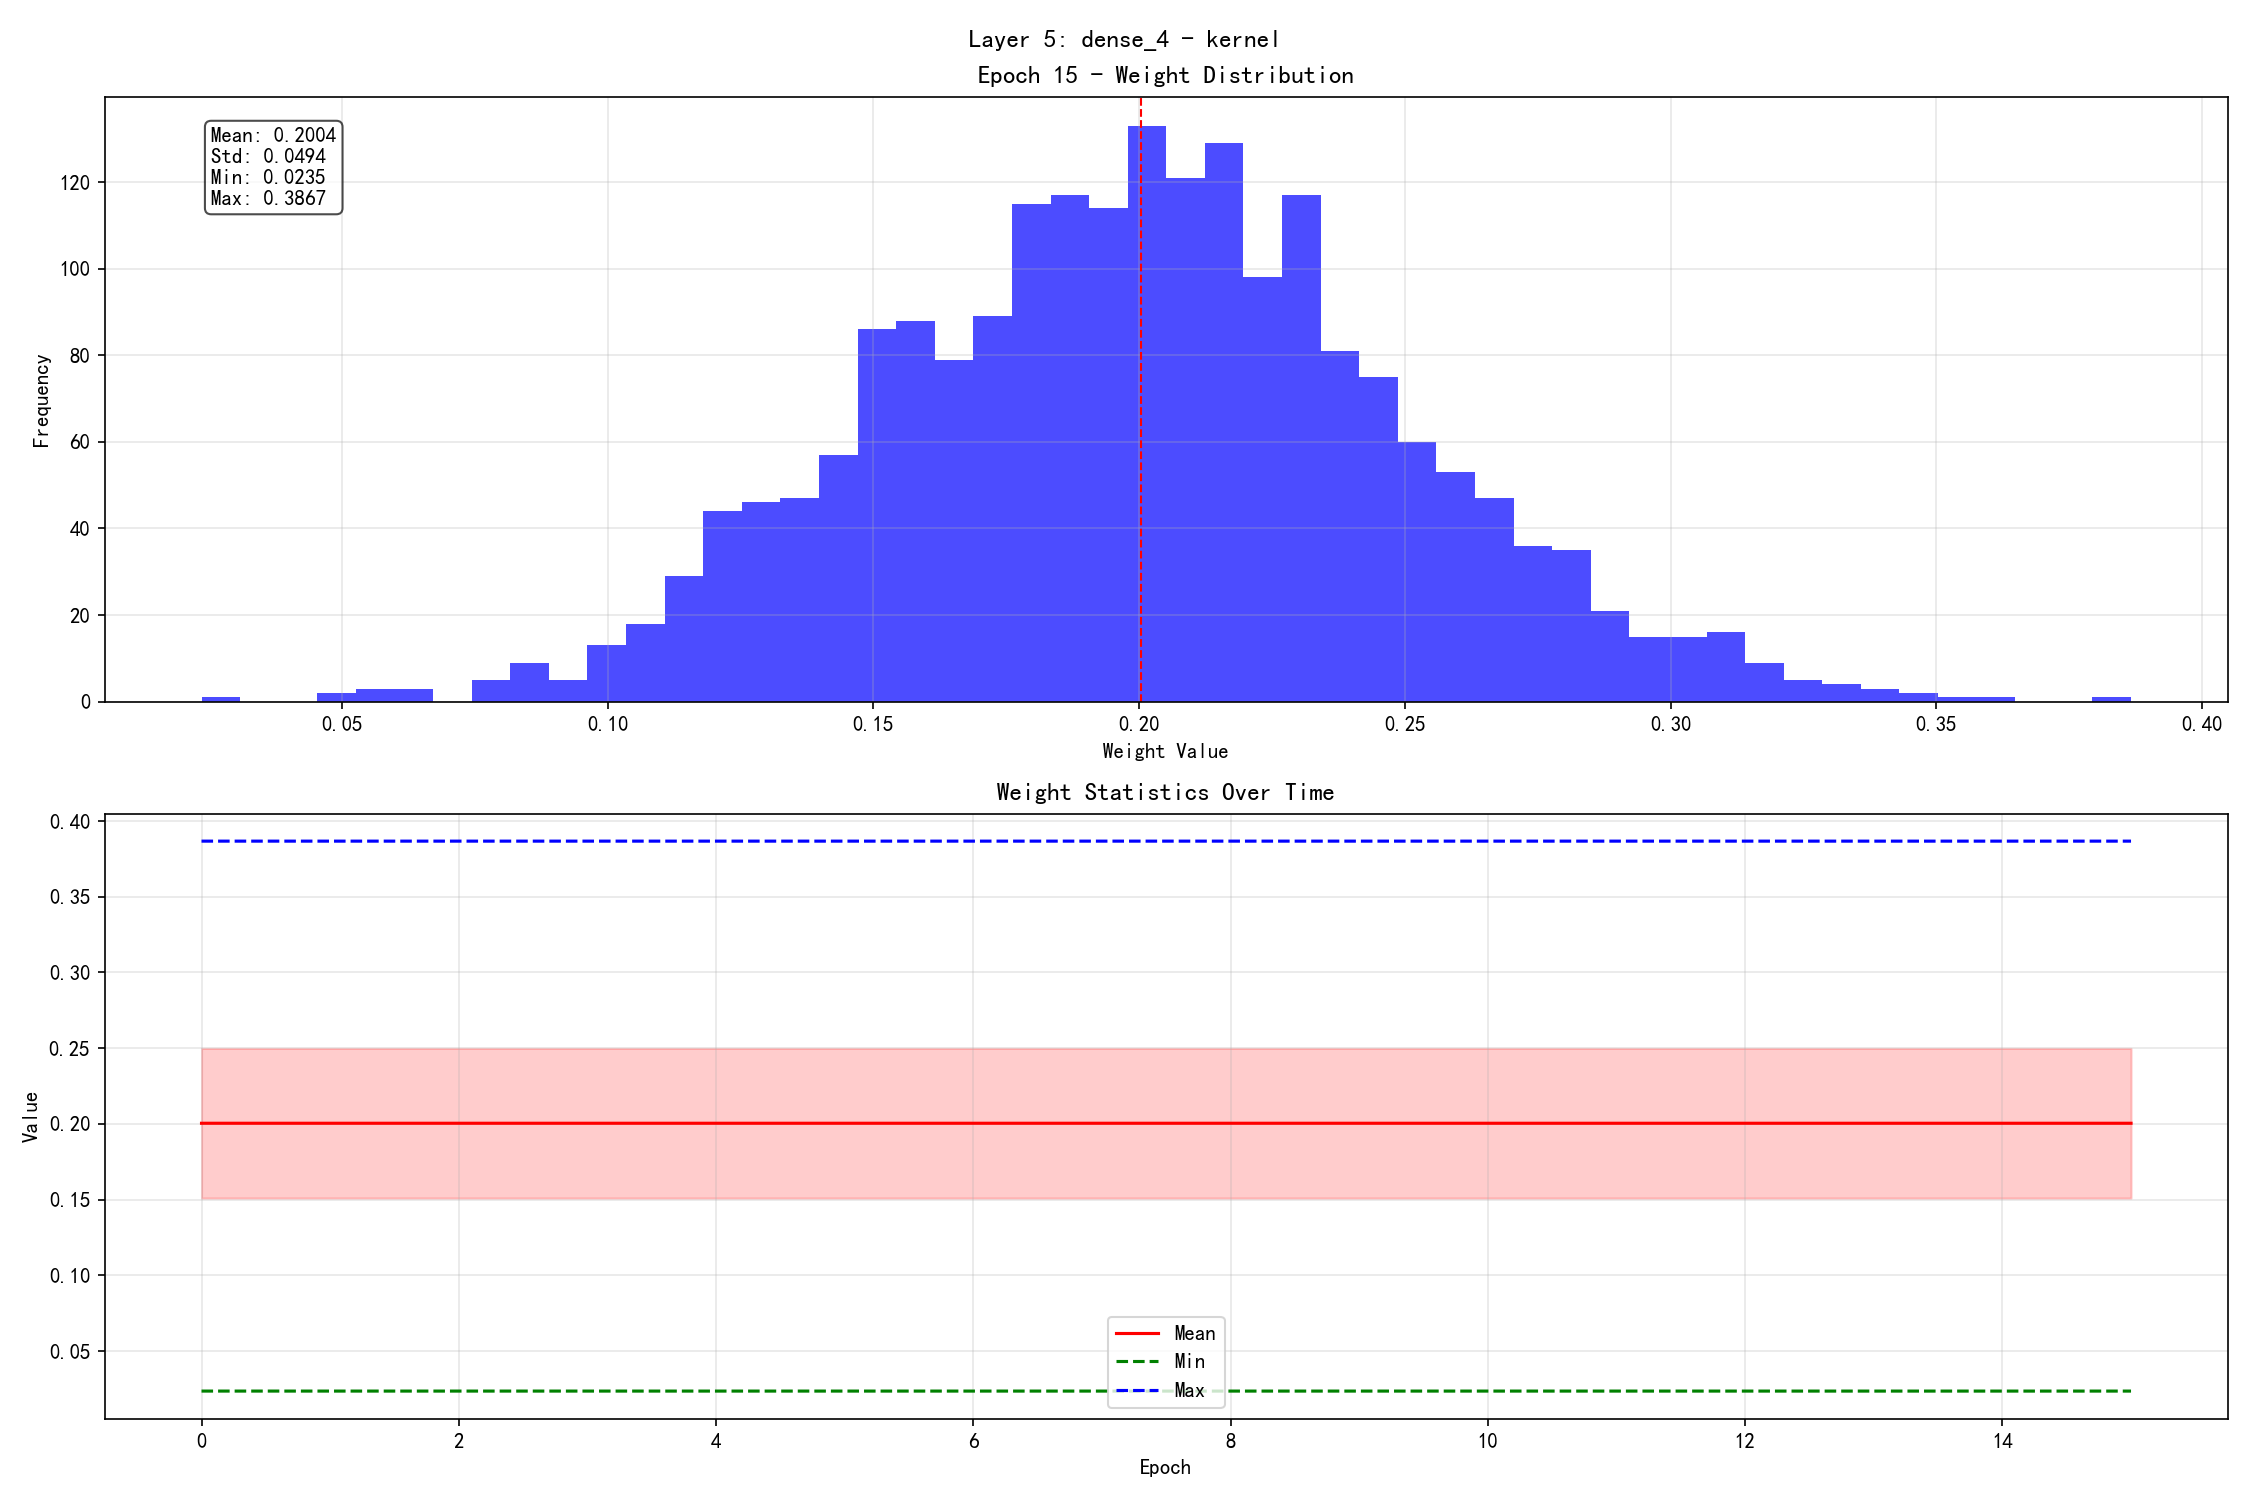 Layer 5: dense_4 - kernel
Epoch 15 - Weight Distribution
Mean: 0.2004
Std: 0.0494
Min: 0.0235
Max: 0.3867
120
100
80
60
40
20
0
Frequency
0.05 0.10 0.15 0.20 0.25 0.30 0.35 0.40
Weight Value
Weight Statistics Over Time
0.40
0.35
0.30
0.25
0.20
0.15
0.10
0.05
Value
Mean
Min
Max
0 2 4 6 8 10 12 14
Epoch